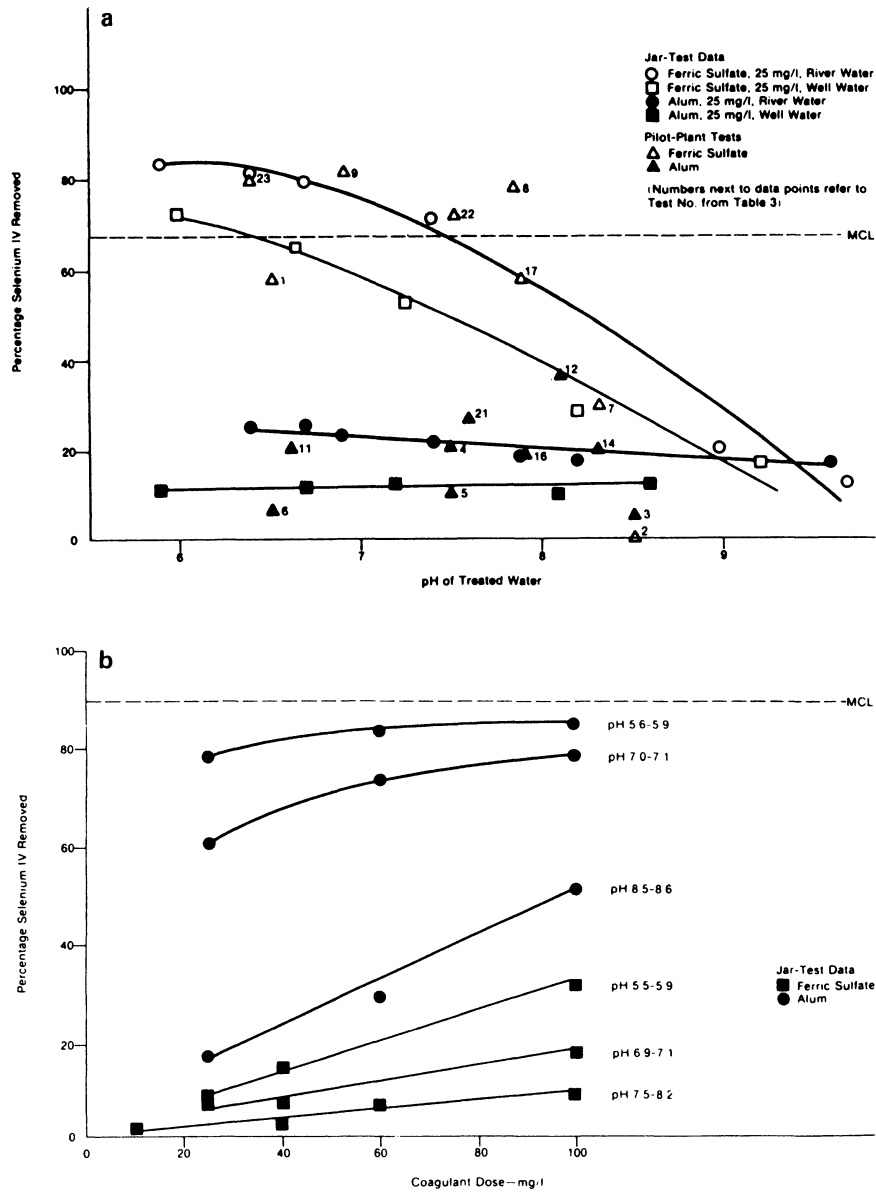 a
Jar-Test Data
Ferric Sulfate, 25 mg/l, River Water
Ferric Sulfate, 25 mg/l, Well Water
Alum, 25 mg/l, River Water
Alum, 25 mg/l, Well Water
Pilot-Plant Tests
Ferric Sulfate
Alum
(Numbers next to data points refer to
Test No. from Table 3)
Percentage Selenium IV Removed
100
80
60
40
20
0
MCL
23
9
22
8
1
17
12
7
21
11
4
16
14
6
5
3
2
6
7
8
9
pH of Treated Water
b
Percentage Selenium IV Removed
100
80
60
40
20
0
MCL
pH 5.6-5.9
pH 7.0-7.1
pH 8.5-8.6
pH 5.5-5.9
pH 6.9-7.1
pH 7.5-8.2
Jar-Test Data
Ferric Sulfate
Alum
0
20
40
60
80
100
Coagulant Dose—mg/l